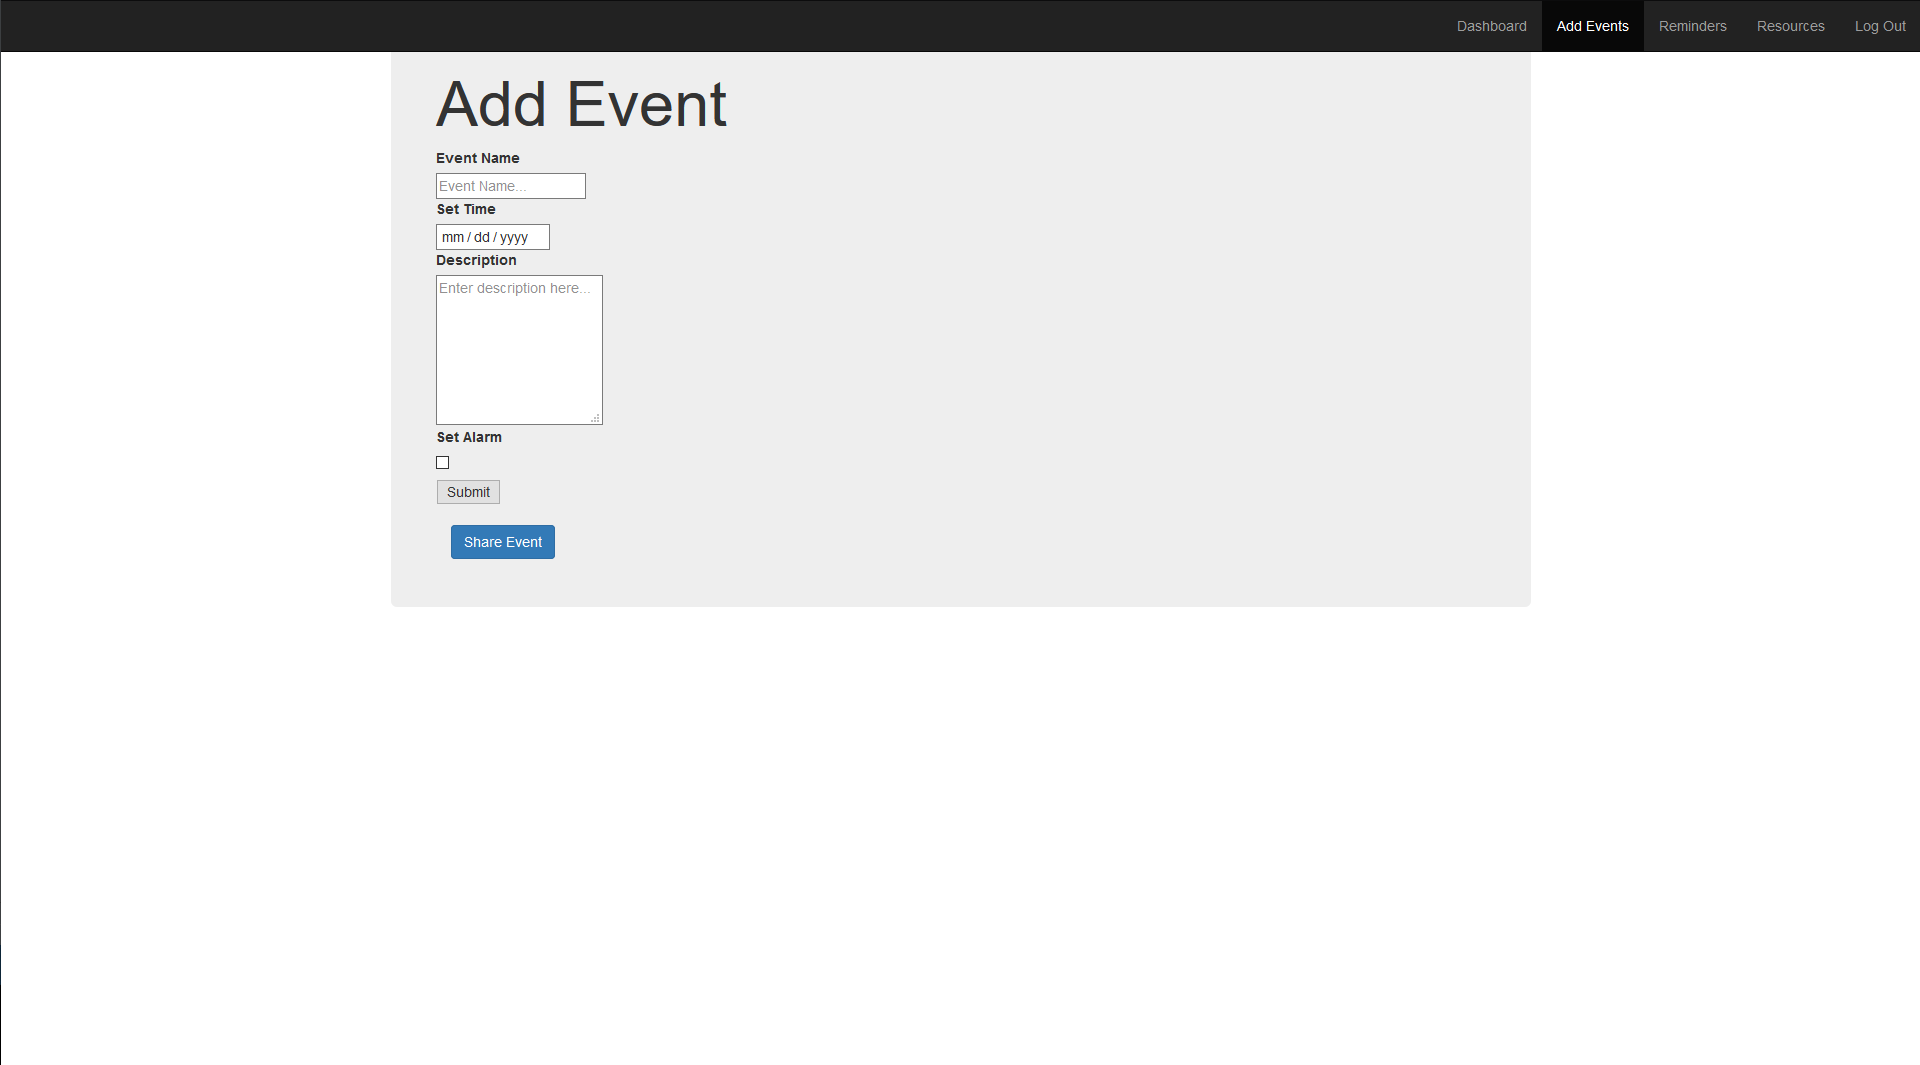 Dashboard Add Events Reminders Resources Log Out
Add Event
Event Name
Event Name...
Set Time
mm / dd / yyyy
Description
Enter description here...
Set Alarm
Submit
Share Event